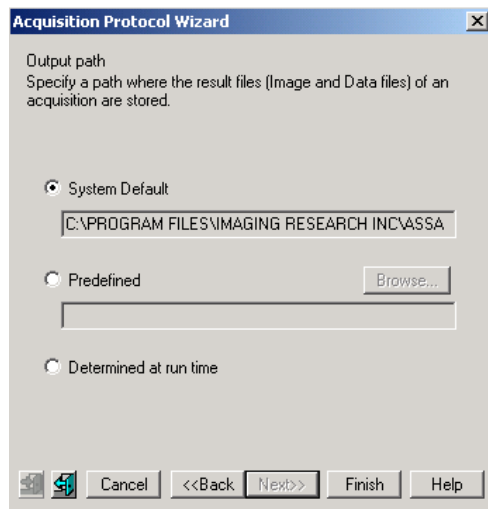 Acquisition Protocol Wizard
Output path
Specify a path where the result files (Image and Data files) of an
acquisition are stored.
System Default
C:\PROGRAM FILES\IMAGING RESEARCH INC\ASSA
Predefined
Browse...
Determined at run time
Cancel <<Back Next>> Finish Help